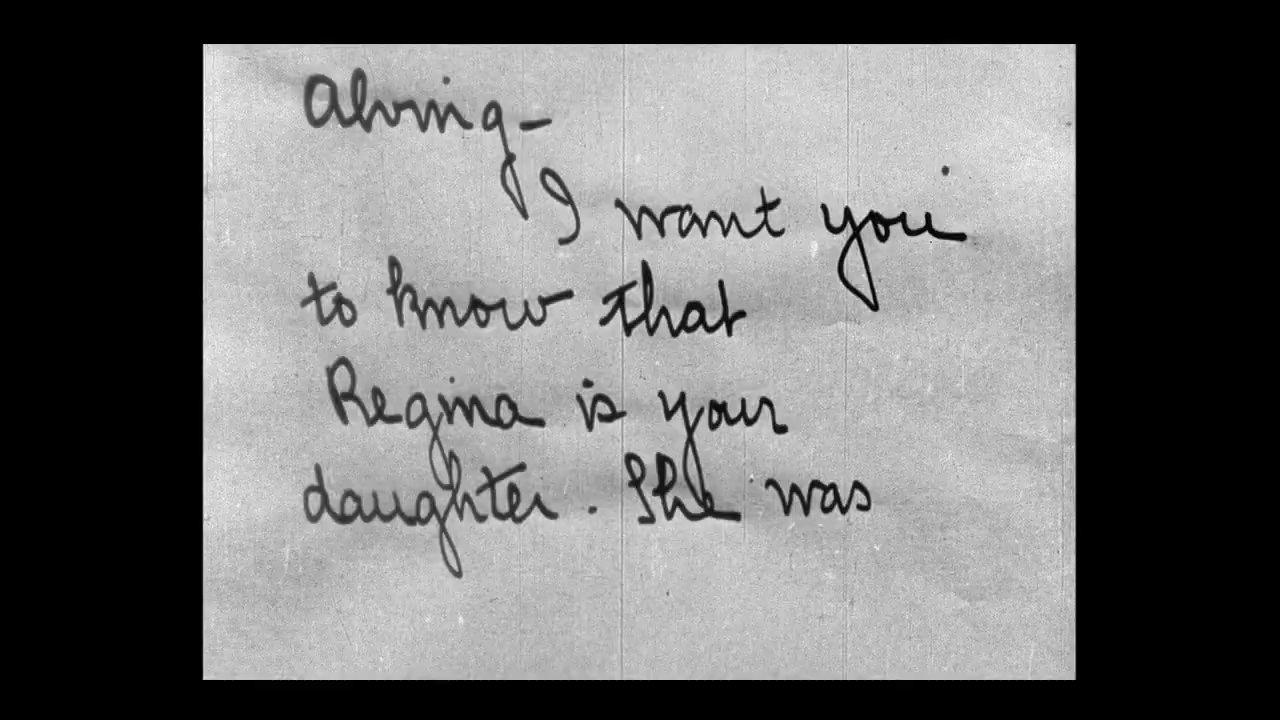 Alving-
I want you
to know that
Regina is your
daughter. She was